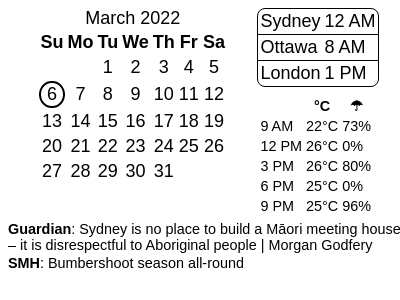 March 2022
Su Mo Tu We Th Fr Sa
1 2 3 4 5
6 7 8 9 10 11 12
13 14 15 16 17 18 19
20 21 22 23 24 25 26
27 28 29 30 31
Sydney 12 AM
Ottawa 8 AM
London 1 PM
°C ☂
9 AM 22°C 73%
12 PM 26°C 0%
3 PM 26°C 80%
6 PM 25°C 0%
9 PM 25°C 96%
Guardian: Sydney is no place to build a Māori meeting house
– it is disrespectful to Aboriginal people | Morgan Godfery
SMH: Bumbershoot season all-round